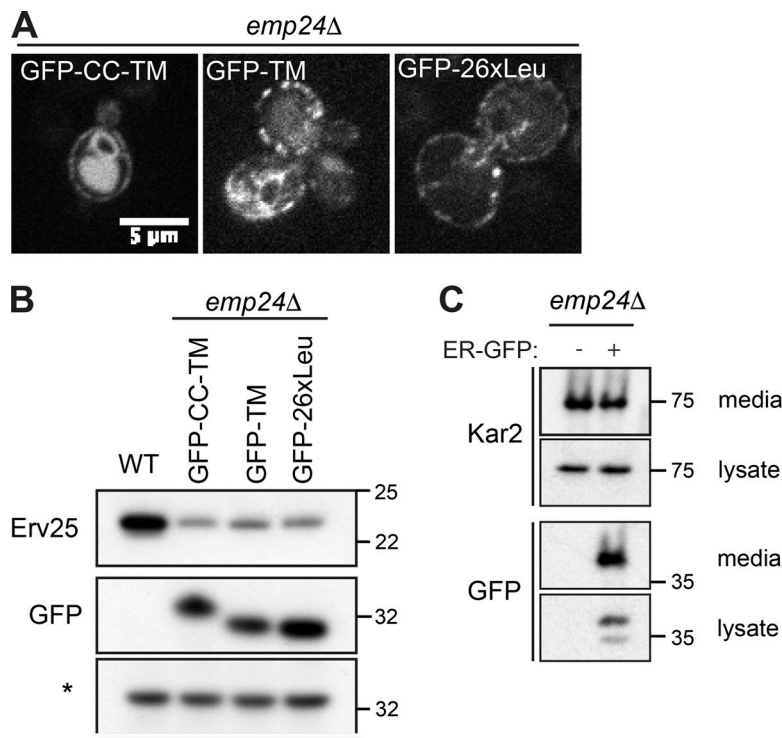 A
emp24Δ
GFP-CC-TM
GFP-TM
GFP-26xLeu
5 µm
B
emp24Δ
WT
GFP-CC-TM
GFP-TM
GFP-26xLeu
Erv25
25
22
GFP
32
*
32
C
emp24Δ
ER-GFP: - +
Kar2
75 media
75 lysate
GFP
media
35
35 lysate